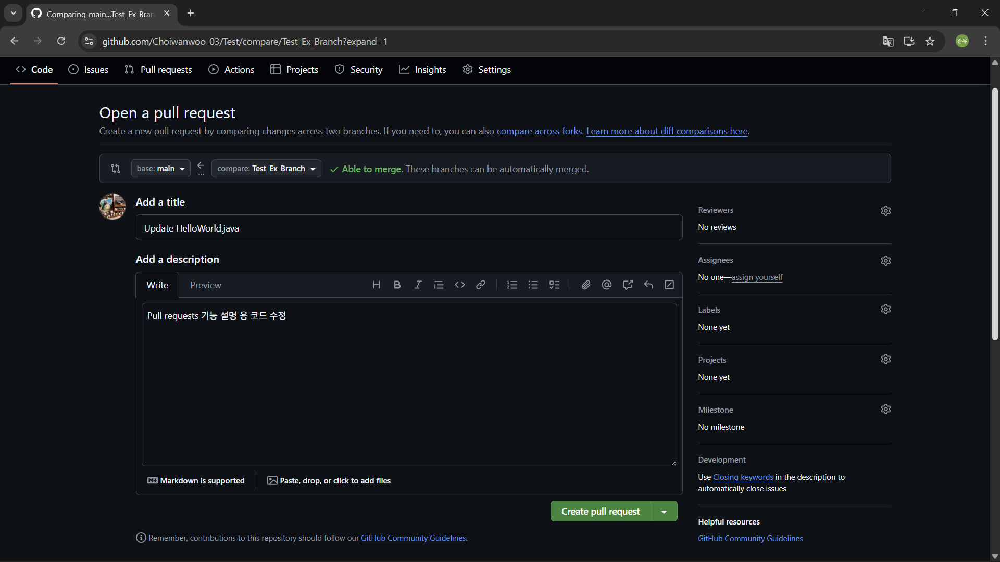 Comparing main...Test_Ex_Bran
github.com/Choiwanwoo-03/Test/compare/Test_Ex_Branch?expand=1
완유
Code Issues Pull requests Actions Projects Security Insights Settings
Open a pull request
Create a new pull request by comparing changes across two branches. If you need to, you can also compare across forks. Learn more about diff comparisons here.
base: main ... compare: Test_Ex_Branch Able to merge. These branches can be automatically merged.
Add a title
Update HelloWorld.java
Add a description
Write Preview
Pull requests 기능 설명 용 코드 수정
Markdown is supported Paste, drop, or click to add files
Create pull request
Remember, contributions to this repository should follow our GitHub Community Guidelines.
Reviewers
No reviews
Assignees
No one—assign yourself
Labels
None yet
Projects
None yet
Milestone
No milestone
Development
Use Closing keywords in the description to
automatically close issues
Helpful resources
GitHub Community Guidelines